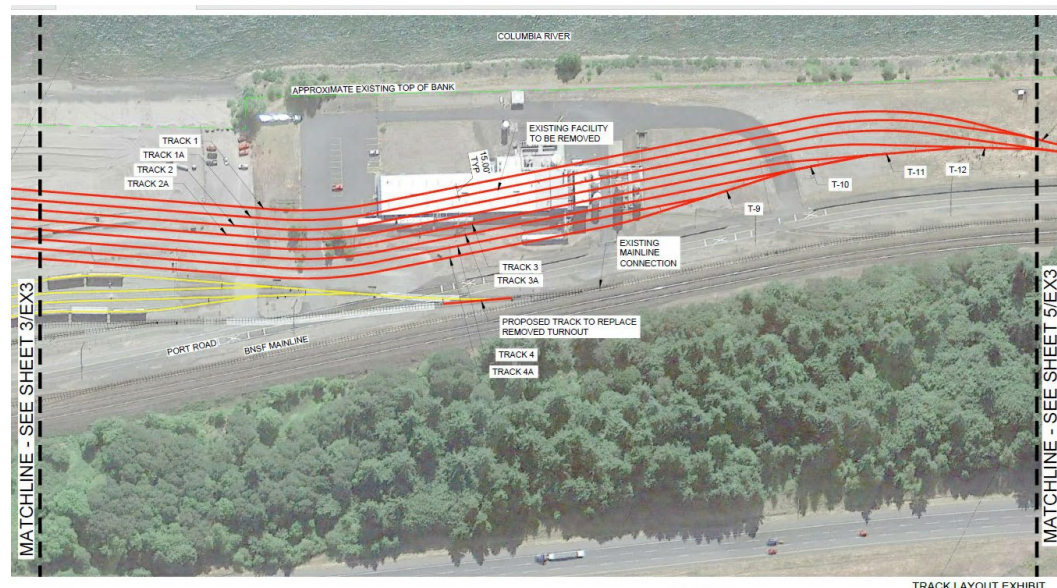 COLUMBIA RIVER
APPROXIMATE EXISTING TOP OF BANK
EXISTING FACILITY
TO BE REMOVED
TRACK 1
TRACK 1A
TRACK 2
TRACK 2A
15.00'
TYP
T-12
T-11
T-10
T-9
EXISTING
MAINLINE
CONNECTION
TRACK 3
TRACK 3A
PROPOSED TRACK TO REPLACE
REMOVED TURNOUT
PORT ROAD
BNSF MAINLINE
TRACK 4
TRACK 4A
MATCHLINE - SEE SHEET 3/EX3
MATCHLINE - SEE SHEET 5/EX3
TRACK LAYOUT EXHIBIT